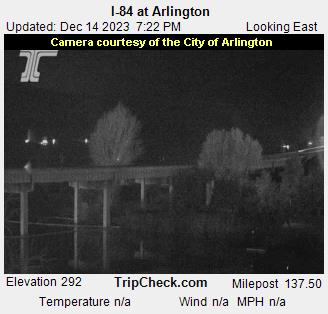 I-84 at Arlington
Updated: Dec 14 2023 7:22 PM Looking East
Camera courtesy of the City of Arlington
Elevation 292 TripCheck.com Milepost 137.50
Temperature n/a Wind n/a MPH n/a